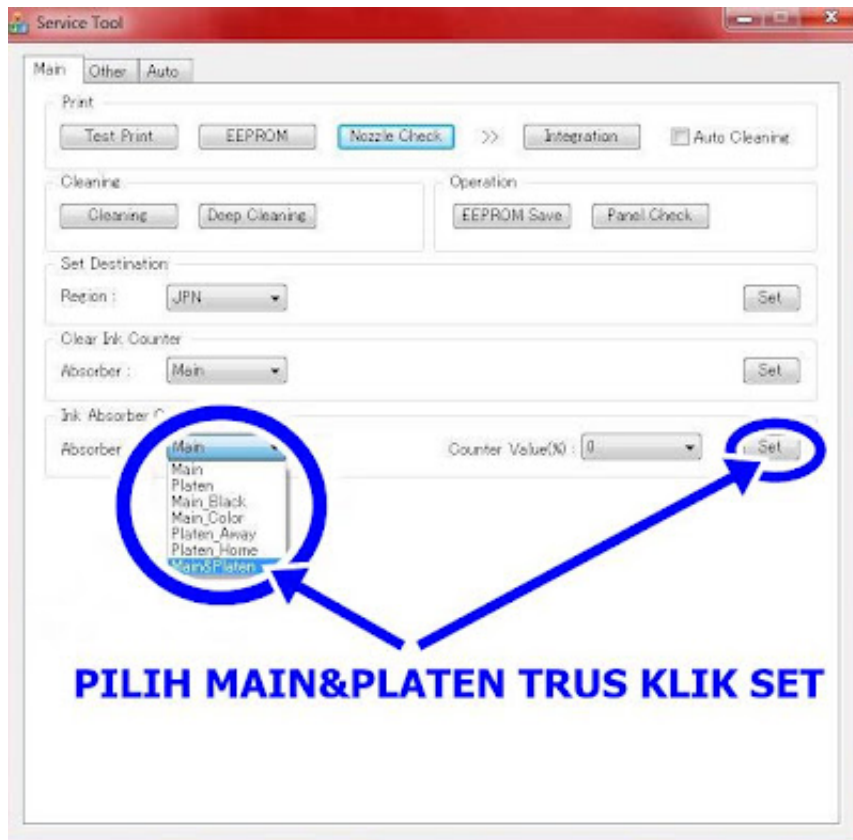 Service Tool
Main Other Auto
Print
Test Print EEPROM Nozzle Check >> Integration Auto Cleaning
Cleaning Operation
Cleaning Deep Cleaning EEPROM Save Panel Check
Set Destination
Region : JPN Set
Clear Ink Counter
Absorber : Main Set
Ink Absorber C
Absorber Main Counter Value(%) : 0 Set
Main
Platen
Main_Black
Main_Color
Platen_Away
Platen_Home
Main&Platen
PILIH MAIN&PLATEN TRUS KLIK SET